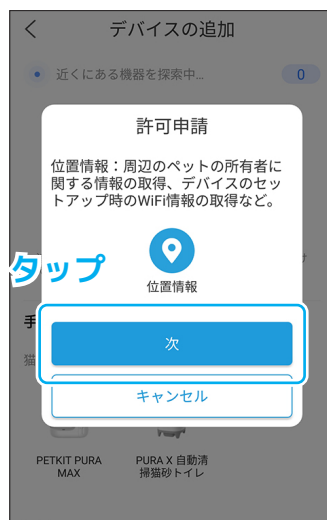 デバイスの追加
近くにある機器を探索中...
0
許可申請
位置情報：周辺のペットの所有者に
関する情報の取得、デバイスのセッ
トアップ時のWiFi情報の取得など。
タップ
位置情報
手
次
猫
キャンセル
PETKIT PURA
MAX
PURA X 自動清
掃猫砂トイレ